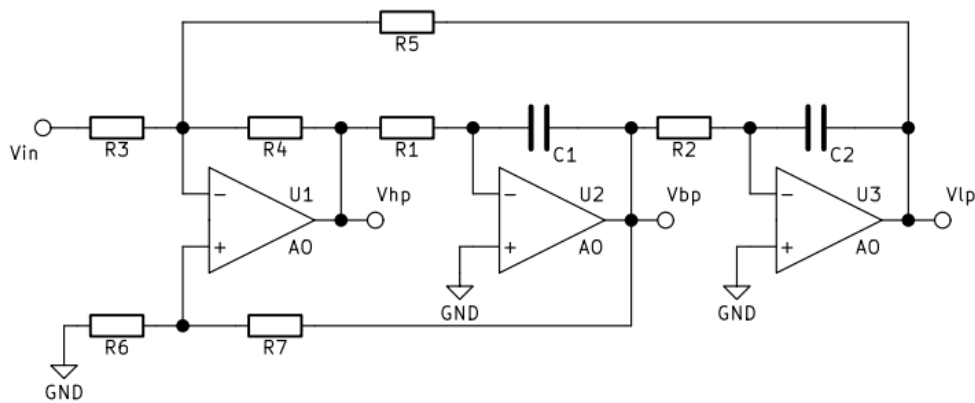 R5
Vin
R3
R4
R1
C1
R2
C2
−
+
U1
AO
Vhp
−
+
U2
AO
Vbp
−
+
U3
AO
Vlp
GND
GND
R6
R7
GND